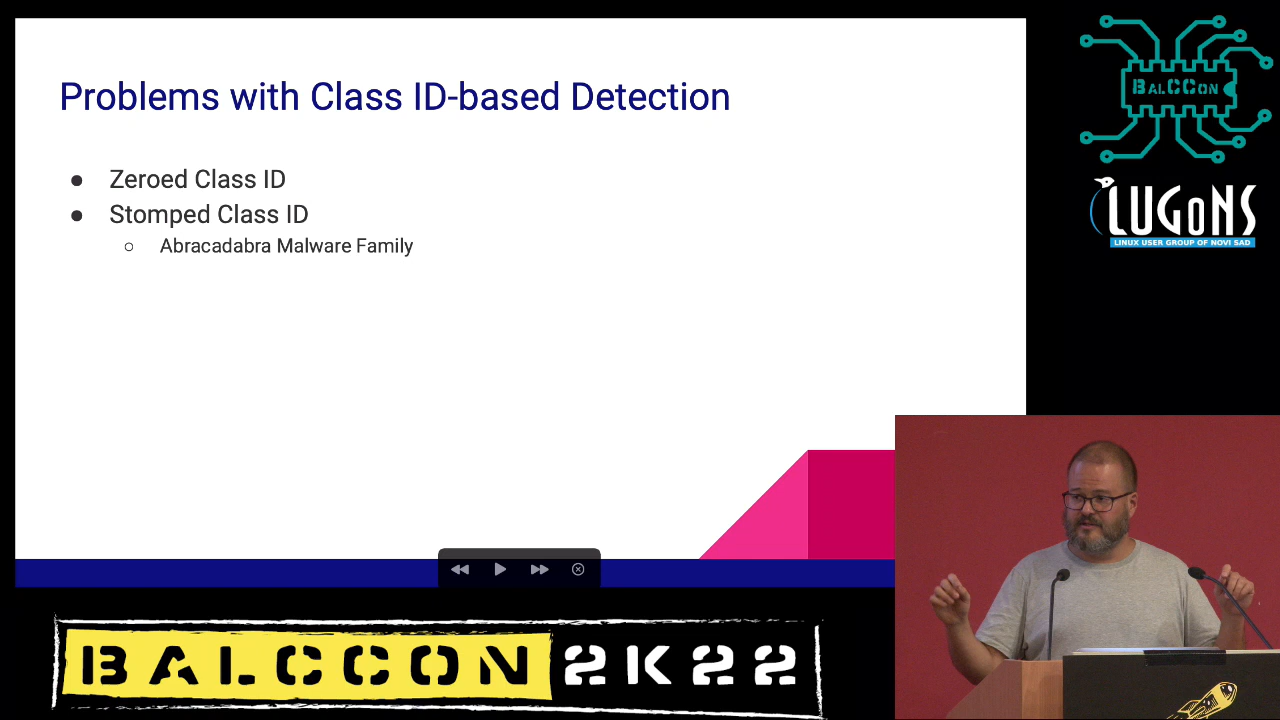 Problems with Class ID-based Detection
Zeroed Class ID
Stomped Class ID
Abracadabra Malware Family
BALCCON
LUGONS
LINUX USER GROUP OF NOVI SAD
BALCCON 2K22